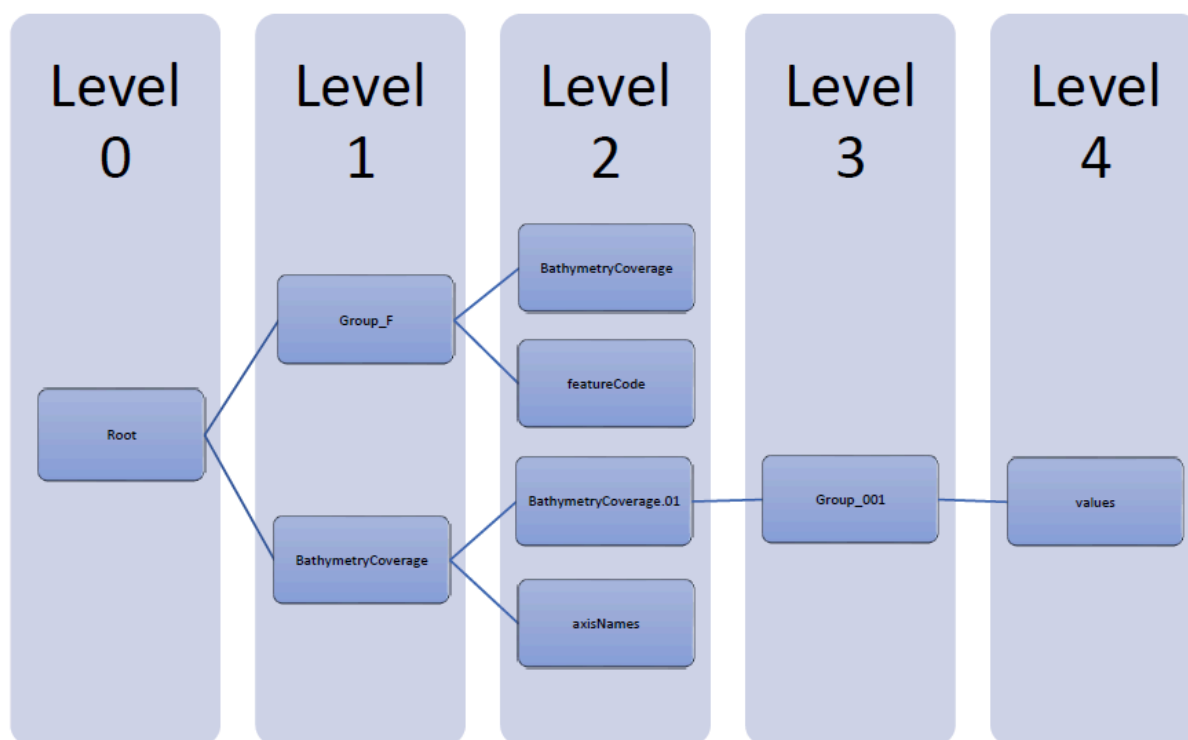 Level
0
Level
1
Level
2
Level
3
Level
4
Root
Group_F
BathymetryCoverage
BathymetryCoverage
featureCode
BathymetryCoverage.01
axisNames
Group_001
values